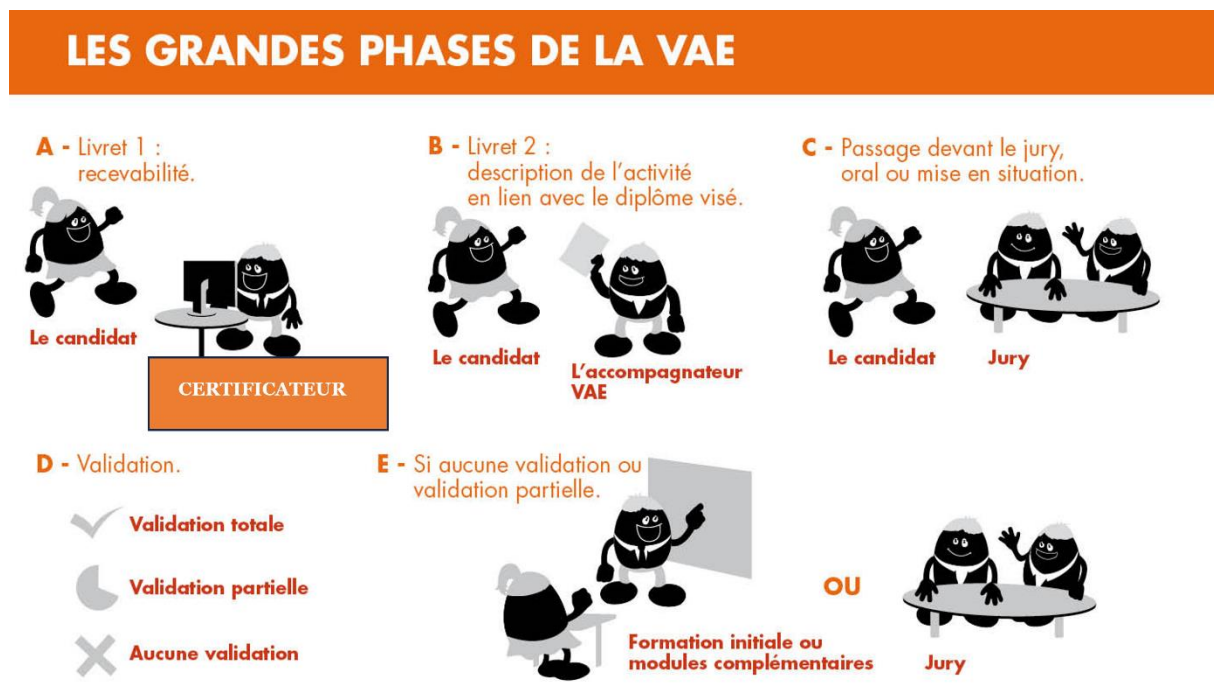 LES GRANDES PHASES DE LA VAE
A - Livret 1 :
recevabilité.
Le candidat
CERTIFICATEUR
B - Livret 2 :
description de l'activité
en lien avec le diplôme visé.
Le candidat
L'accompagnateur
VAE
C - Passage devant le jury,
oral ou mise en situation.
Le candidat
Jury
D - Validation.
Validation totale
Validation partielle
Aucune validation
E - Si aucune validation ou
validation partielle.
Formation initiale ou
modules complémentaires
OU
Jury